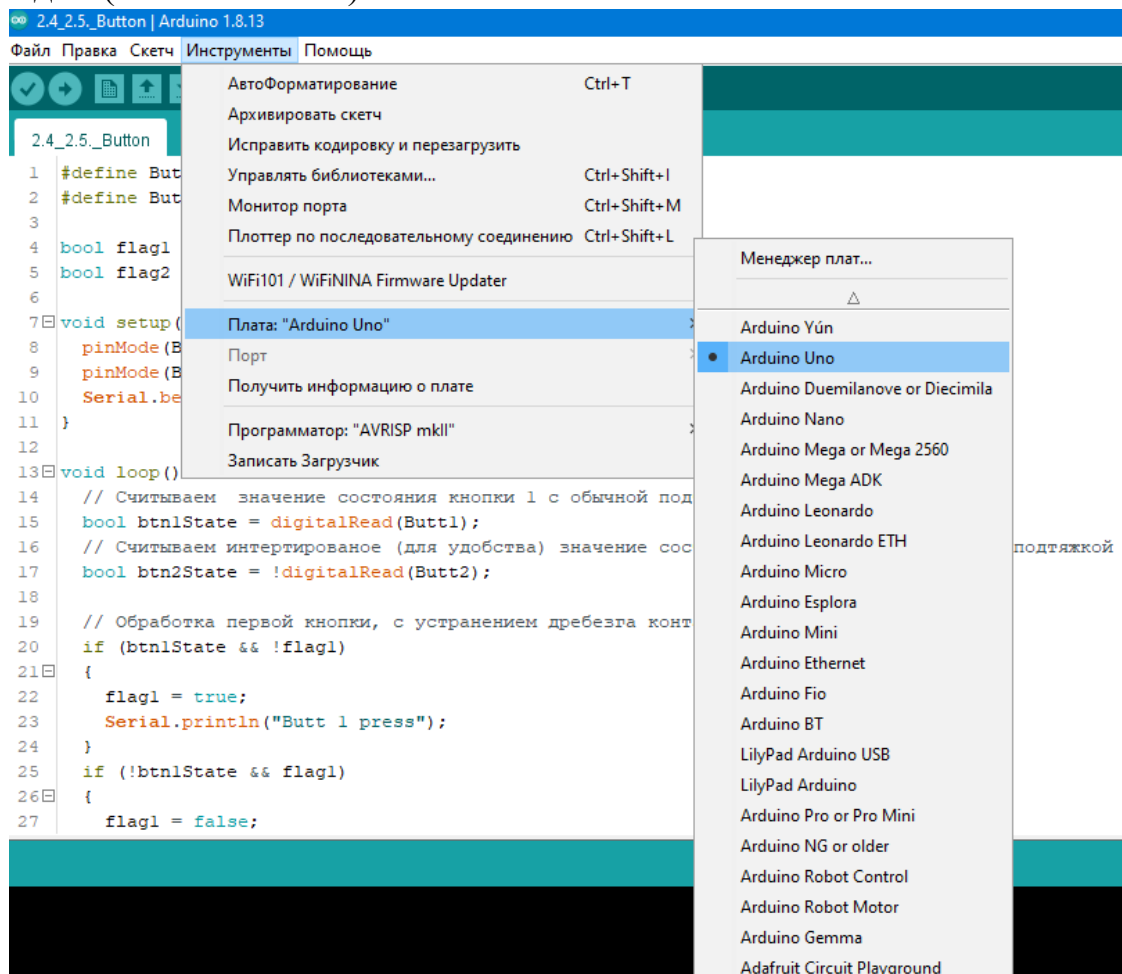 2.4_2.5._Button | Arduino 1.8.13
Файл Правка Скетч Инструменты Помощь
АвтоФорматирование Ctrl+T
Архивировать скетч
Исправить кодировку и перезагрузить
Управлять библиотеками... Ctrl+Shift+I
Монитор порта Ctrl+Shift+M
Плоттер по последовательному соединению Ctrl+Shift+L
WiFi101 / WiFiNINA Firmware Updater
Плата: "Arduino Uno"
Порт
Получить информацию о плате
Программатор: "AVRISP mkII"
Записать Загрузчик
Менеджер плат...
Arduino Yún
Arduino Uno
Arduino Duemilanove or Diecimila
Arduino Nano
Arduino Mega or Mega 2560
Arduino Mega ADK
Arduino Leonardo
Arduino Leonardo ETH
Arduino Micro
Arduino Esplora
Arduino Mini
Arduino Ethernet
Arduino Fio
Arduino BT
LilyPad Arduino USB
LilyPad Arduino
Arduino Pro or Pro Mini
Arduino NG or older
Arduino Robot Control
Arduino Robot Motor
Arduino Gemma
Adafruit Circuit Playground
2.4_2.5._Button
1 #define But
2 #define But
3
4 bool flag1
5 bool flag2
6
7 void setup(
8 pinMode(B
9 pinMode(B
10 Serial.be
11 }
12
13 void loop()
14 // Считываем  значение состояния кнопки 1 с обычной под
15 bool btn1State = digitalRead(Butt1);
16 // Считываем интертированое (для удобства) значение сос подтяжкой
17 bool btn2State = !digitalRead(Butt2);
18
19 // Обработка первой кнопки, с устранением дребезга конт
20 if (btn1State && !flag1)
21 {
22 flag1 = true;
23 Serial.println("Butt 1 press");
24 }
25 if (!btn1State && flag1)
26 {
27 flag1 = false;